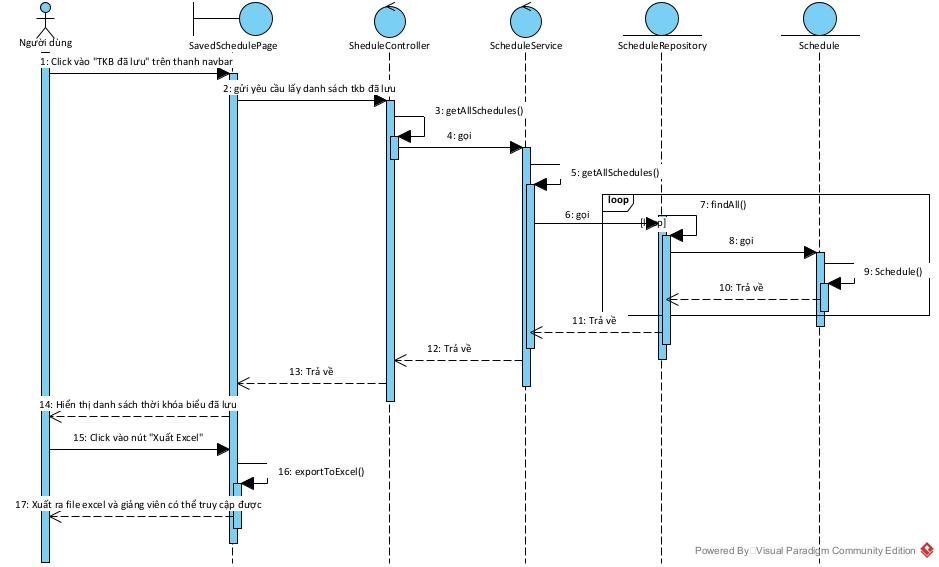 Người dùng
SavedSchedulePage
SheduleController
ScheduleService
ScheduleRepository
Schedule
1: Click vào "TKB đã lưu" trên thanh navbar
2: gửi yêu cầu lấy danh sách tkb đã lưu
3: getAllSchedules()
4: gọi
5: getAllSchedules()
loop
6: gọi
7: findAll()
8: gọi
9: Schedule()
10: Trả về
11: Trả về
12: Trả về
13: Trả về
14: Hiển thị danh sách thời khóa biểu đã lưu
15: Click vào nút "Xuất Excel"
16: exportToExcel()
17: Xuất ra file excel và giảng viên có thể truy cập được
Powered By Visual Paradigm Community Edition